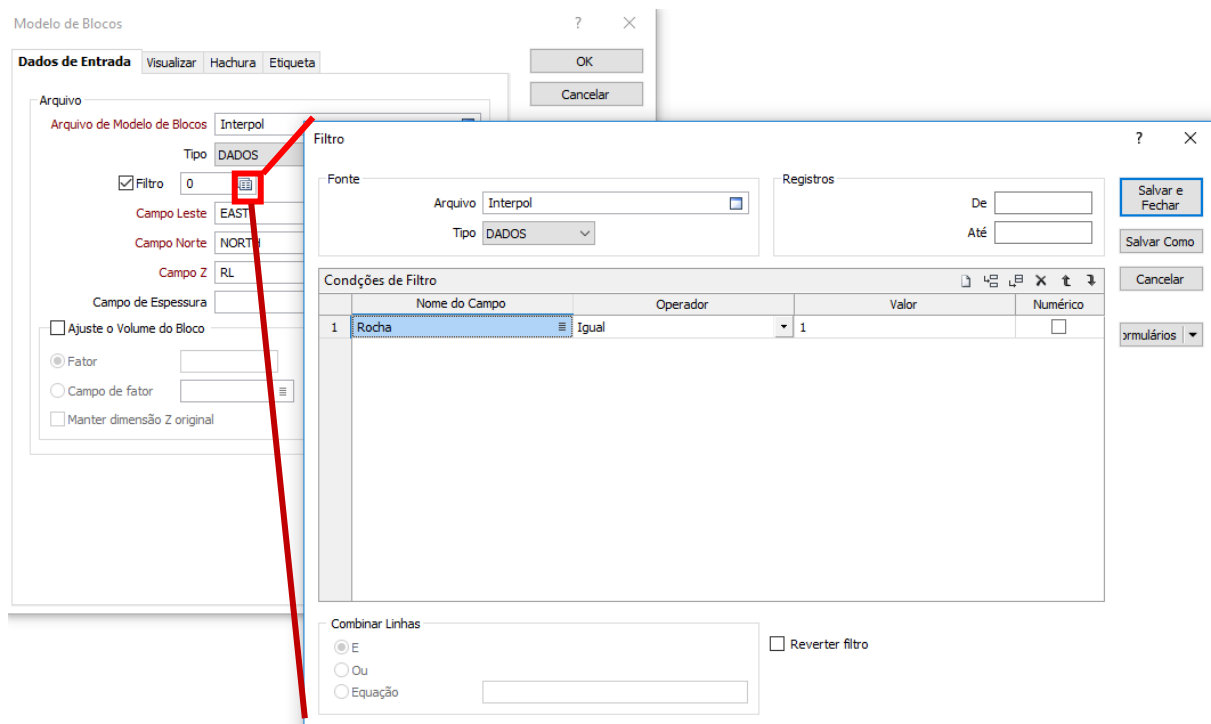 Modelo de Blocos
?
Dados de Entrada Visualizar Hachura Etiqueta
OK
Cancelar
Arquivo
Arquivo de Modelo de Blocos Interpol
Tipo DADOS
Filtro 0
Campo Leste EAST
Campo Norte NORTH
Campo Z RL
Campo de Espessura
Ajuste o Volume do Bloco
Fator
Campo de fator
Manter dimensão Z original
Filtro
?
Fonte
Arquivo Interpol
Tipo DADOS
Registros
De
Até
Salvar e
Fechar
Salvar Como
Cancelar
ormulários
Condções de Filtro
Nome do Campo Operador Valor Numérico
1 Rocha Igual 1
Combinar Linhas
E
Ou
Equação
Reverter filtro